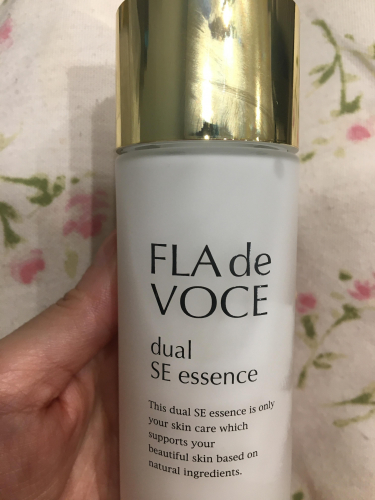 FLA de
VOCE
dual
SE essence
This dual SE essence is only
your skin care which
supports your
beautiful skin based on
natural ingredients.